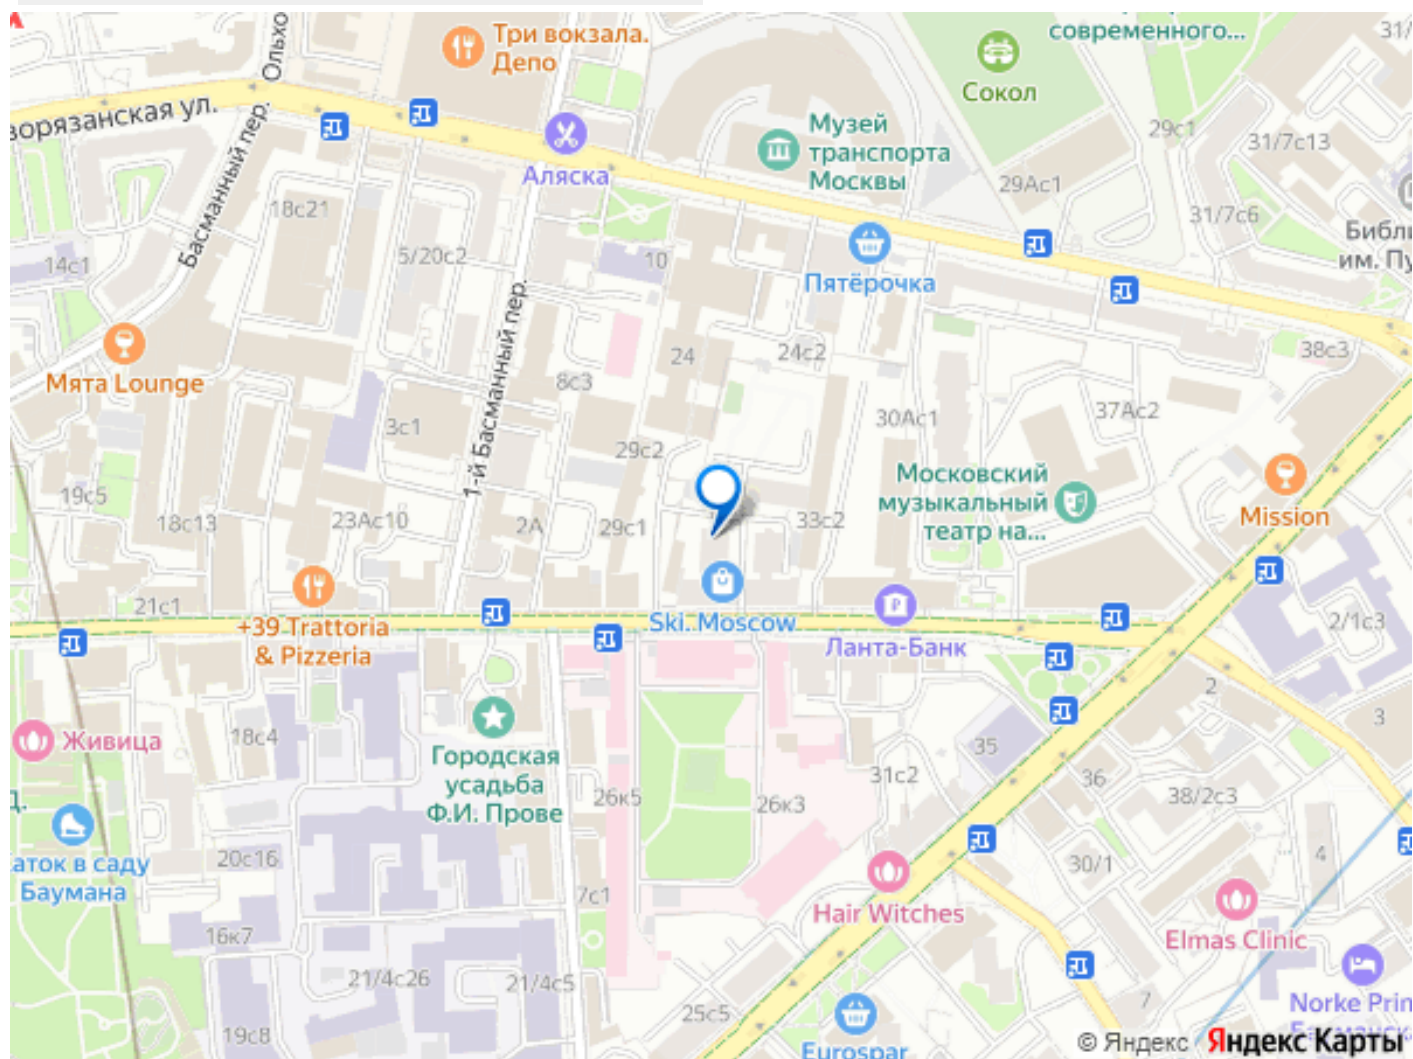 современного...
31/
Ольхо
Три вокзала.
Депо
Сокол
ворязанская ул.
Музей
транспорта
Москвы
29с1
31/7с13
Аляска
29Ас1
Басманный пер.
18с21
31/7с6
Библи
им. Пу
14с1
5/20с2
10
Пятёрочка
1-й Басманный пер.
Мята Lounge
24
24с2
38с3
8с3
3с1
30Ас1
37Ас2
29с2
Московский
музыкальный
театр на...
19с5
18с13
23Ас10
2А
29с1
33с2
Mission
21с1
+39 Trattoria
& Pizzeria
Ski.Moscow
Ланта-Банк
2/1с3
2
3
Живица
18с4
Городская
усадьба
Ф.И. Прове
35
31с2
36
26к5
26к3
38/2с3
Д.
каток в саду
Баумана
20с16
30/1
4
7с1
Hair Witches
Elmas Clinic
16к7
21/4с26
21/4с5
25с5
7
Norke Prin
19с8
Eurospar
© Яндекс Яндекс Карты